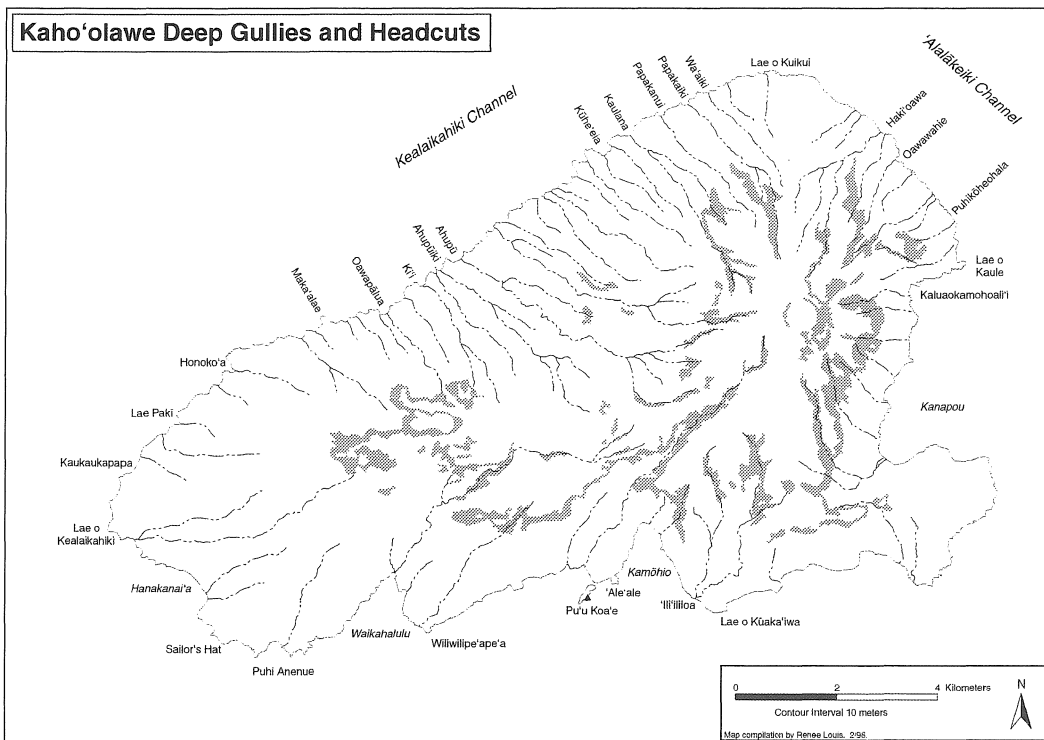 Kaho‘olawe Deep Gullies and Headcuts
Kealaikahiki Channel
‘Alalākeiki Channel
Lae o Kuikui
Wa‘aiki
Papakaiki
Papakanui
Kaulana
Kūhe‘eia
Ahupū
Ahupūiki
Ki‘i
Oawapālua
Maka‘alae
Honoko‘a
Lae Paki
Kaukaukapapa
Lae o
Kealaikahiki
Hanakanai‘a
Sailor's Hat
Puhi Anenue
Waikahalulu
Wiliwilipe‘ape‘a
Pu‘u Koa‘e
‘Ale‘ale
Kamōhio
‘Ili‘ililoa
Lae o Kūaka‘iwa
Kanapou
Kaluaokamohoali‘i
Lae o
Kaule
Puhikōheohala
Oawawahie
Haki‘oawa
0 2 4 Kilometers
Contour Interval 10 meters
N
Map compilation by Renee Louis. 2/96.